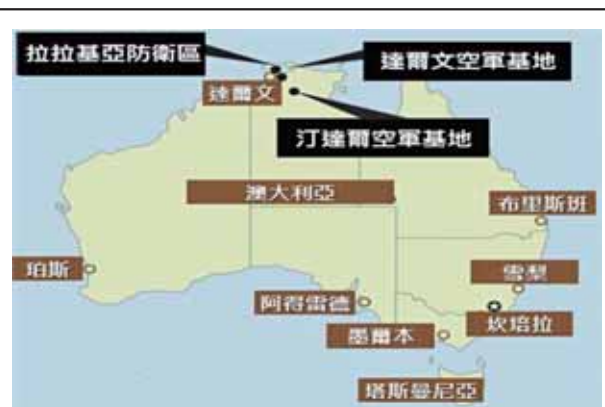 拉拉基亞防衛區
達爾文空軍基地
達爾文
汀達爾空軍基地
澳大利亞
布里斯班
珀斯
雪梨
阿得雷德
坎培拉
墨爾本
塔斯曼尼亞